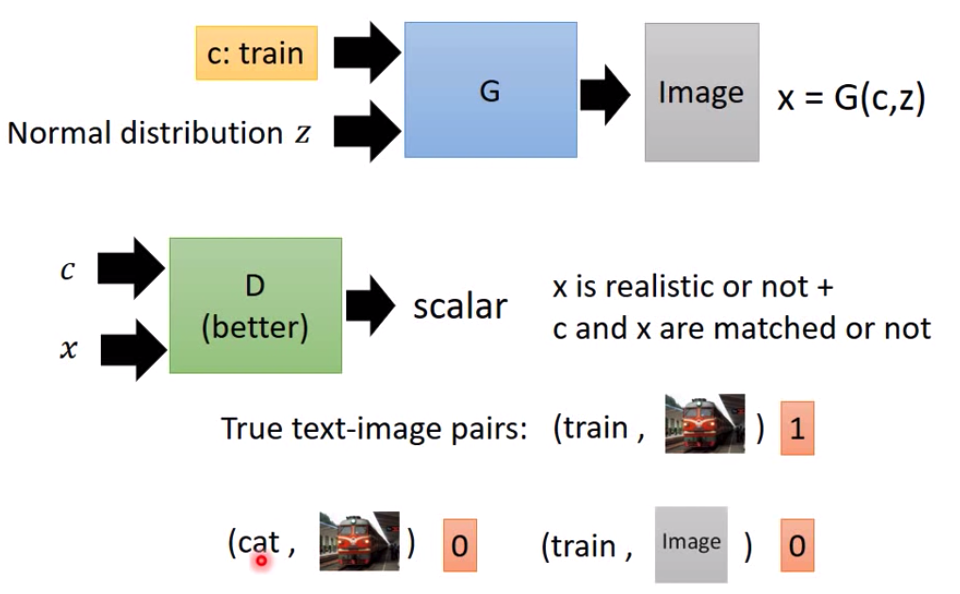 c: train
G
Image
x = G(c,z)
Normal distribution z
c
D
(better)
scalar
x is realistic or not +
c and x are matched or not
x
True text-image pairs: (train , ) 1
(cat , ) 0 (train , Image ) 0